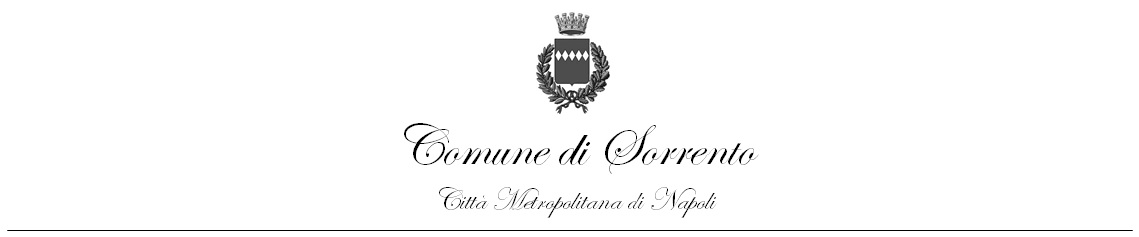 Comune di Sorrento
Città Metropolitana di Napoli